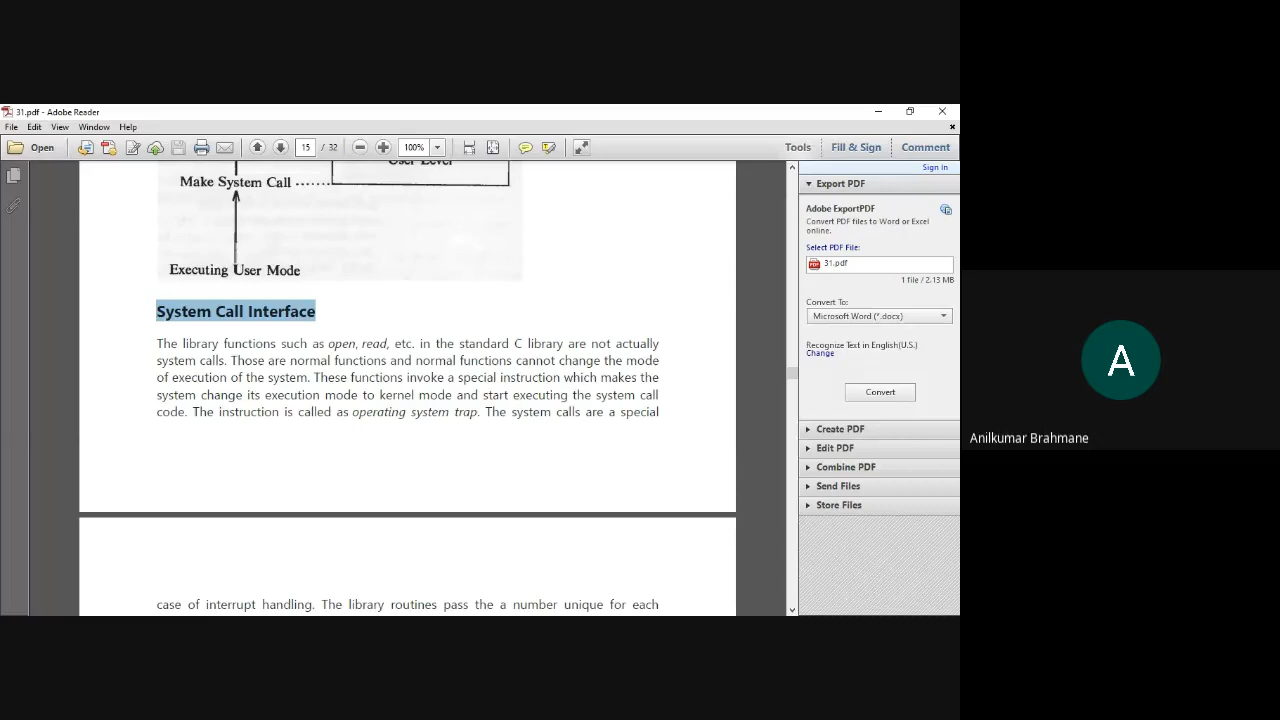 31.pdf - Adobe Reader
File Edit View Window Help
Open 15 / 32 100% Tools Fill & Sign Comment
Sign In
Export PDF
Adobe ExportPDF
Convert PDF files to Word or Excel
online.
Select PDF File:
31.pdf
1 file / 2.13 MB
Convert To:
Microsoft Word (*.docx)
Recognize Text in English(U.S.)
Change
Convert
Create PDF
Edit PDF
Combine PDF
Send Files
Store Files
User Level
Make System Call
Executing User Mode
System Call Interface
The library functions such as open, read, etc. in the standard C library are not actually
system calls. Those are normal functions and normal functions cannot change the mode
of execution of the system. These functions invoke a special instruction which makes the
system change its execution mode to kernel mode and start executing the system call
code. The instruction is called as operating system trap. The system calls are a special
case of interrupt handling. The library routines pass the a number unique for each
A
Anilkumar Brahmane